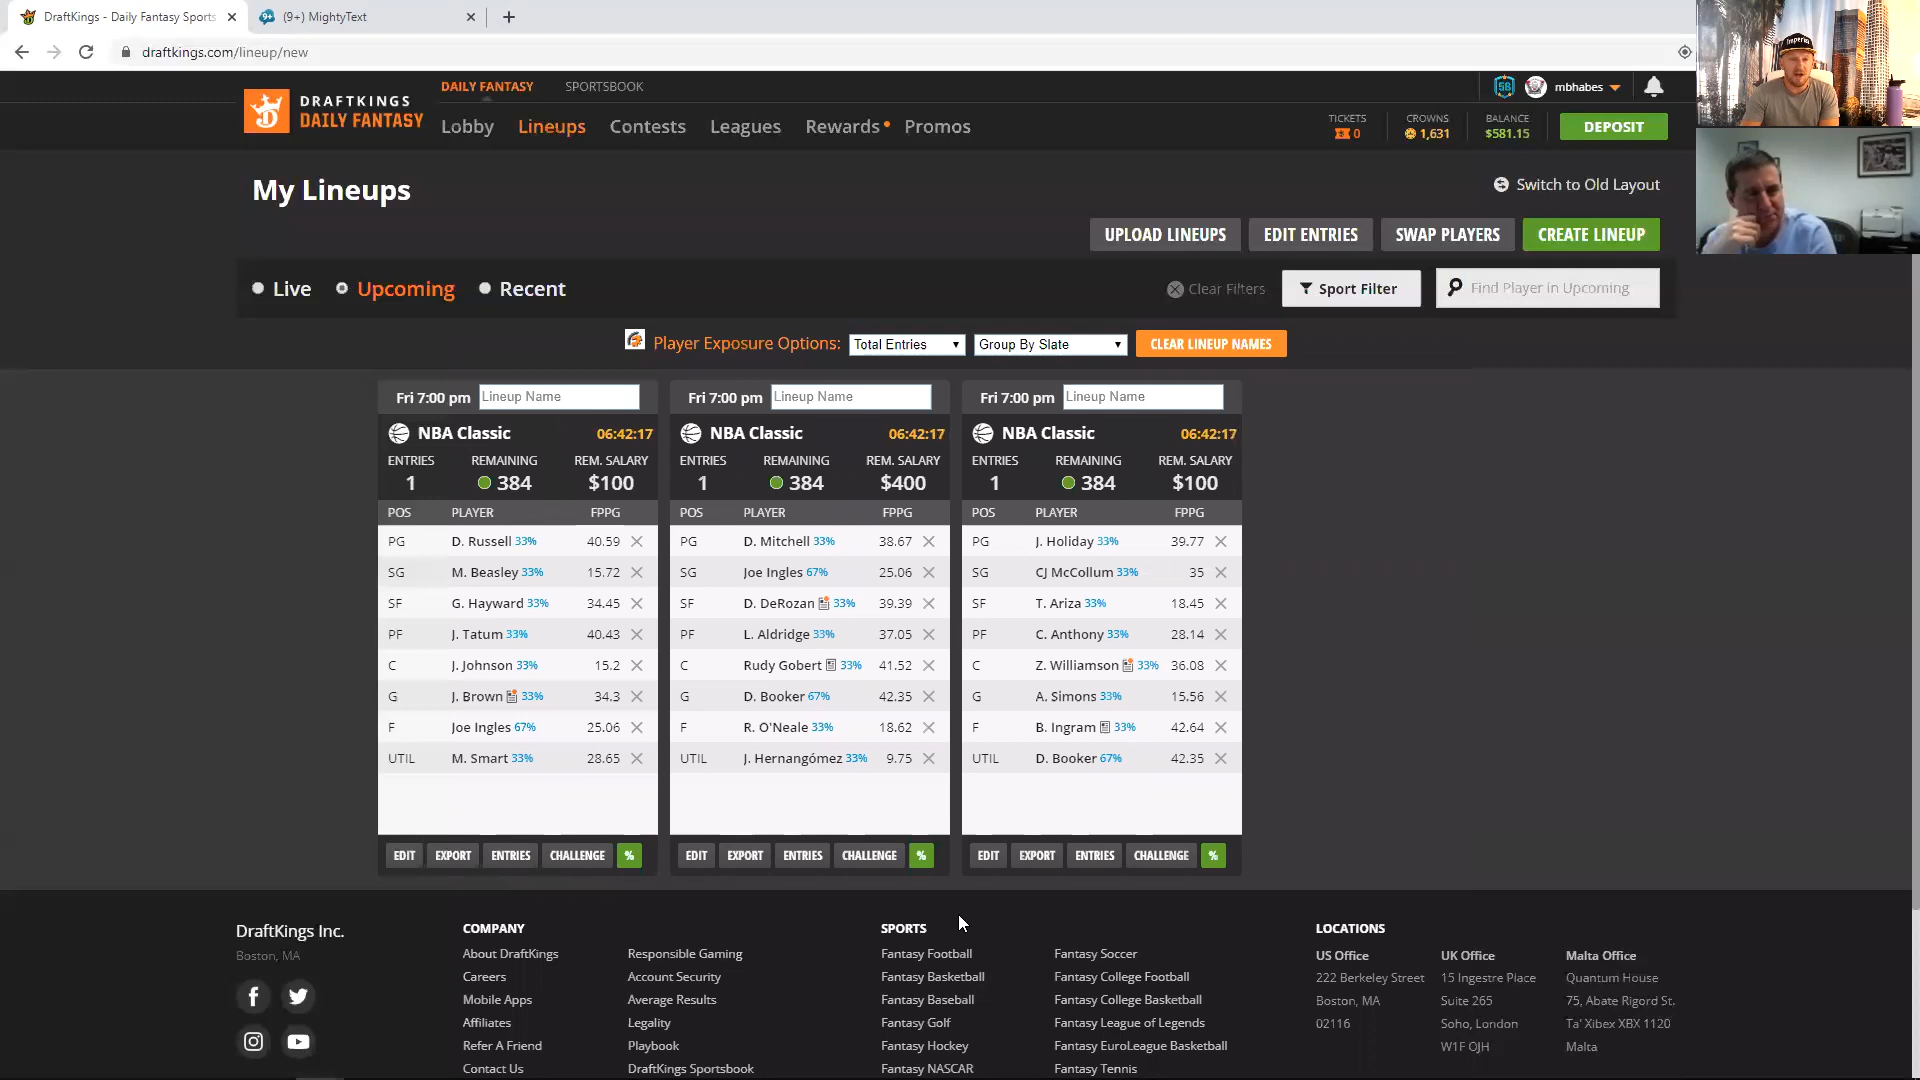 DraftKings - Daily Fantasy Sports
(9+) MightyText
draftkings.com/lineup/new
DAILY FANTASY SPORTSBOOK
mbhabes
DRAFTKINGS
DAILY FANTASY
Lobby Lineups Contests Leagues Rewards Promos
TICKETS CROWNS BALANCE
0 1,631 $581.15
DEPOSIT
My Lineups
Switch to Old Layout
UPLOAD LINEUPS EDIT ENTRIES SWAP PLAYERS CREATE LINEUP
Live Upcoming Recent
Clear Filters Sport Filter Find Player in Upcoming
Player Exposure Options: Total Entries Group By Slate CLEAR LINEUP NAMES
Fri 7:00 pm Lineup Name
NBA Classic 06:42:17
ENTRIES REMAINING REM. SALARY
1 384 $100
POS PLAYER FPPG
PG D. Russell 33% 40.59
SG M. Beasley 33% 15.72
SF G. Hayward 33% 34.45
PF J. Tatum 33% 40.43
C J. Johnson 33% 15.2
G J. Brown 33% 34.3
F Joe Ingles 67% 25.06
UTIL M. Smart 33% 28.65
EDIT EXPORT ENTRIES CHALLENGE %
Fri 7:00 pm Lineup Name
NBA Classic 06:42:17
ENTRIES REMAINING REM. SALARY
1 384 $400
POS PLAYER FPPG
PG D. Mitchell 33% 38.67
SG Joe Ingles 67% 25.06
SF D. DeRozan 33% 39.39
PF L. Aldridge 33% 37.05
C Rudy Gobert 33% 41.52
G D. Booker 67% 42.35
F R. O'Neale 33% 18.62
UTIL J. Hernangómez 33% 9.75
EDIT EXPORT ENTRIES CHALLENGE %
Fri 7:00 pm Lineup Name
NBA Classic 06:42:17
ENTRIES REMAINING REM. SALARY
1 384 $100
POS PLAYER FPPG
PG J. Holiday 33% 39.77
SG CJ McCollum 33% 35
SF T. Ariza 33% 18.45
PF C. Anthony 33% 28.14
C Z. Williamson 33% 36.08
G A. Simons 33% 15.56
F B. Ingram 33% 42.64
UTIL D. Booker 67% 42.35
EDIT EXPORT ENTRIES CHALLENGE %
DraftKings Inc.
Boston, MA
COMPANY
About DraftKings
Careers
Mobile Apps
Affiliates
Refer A Friend
Contact Us
Responsible Gaming
Account Security
Average Results
Legality
Playbook
DraftKings Sportsbook
SPORTS
Fantasy Football
Fantasy Basketball
Fantasy Baseball
Fantasy Golf
Fantasy Hockey
Fantasy NASCAR
Fantasy Soccer
Fantasy College Football
Fantasy College Basketball
Fantasy League of Legends
Fantasy EuroLeague Basketball
Fantasy Tennis
LOCATIONS
US Office
222 Berkeley Street
Boston, MA
02116
UK Office
15 Ingestre Place
Suite 265
Soho, London
W1F OJH
Malta Office
Quantum House
75, Abate Rigord St.
Ta' Xibex XBX 1120
Malta